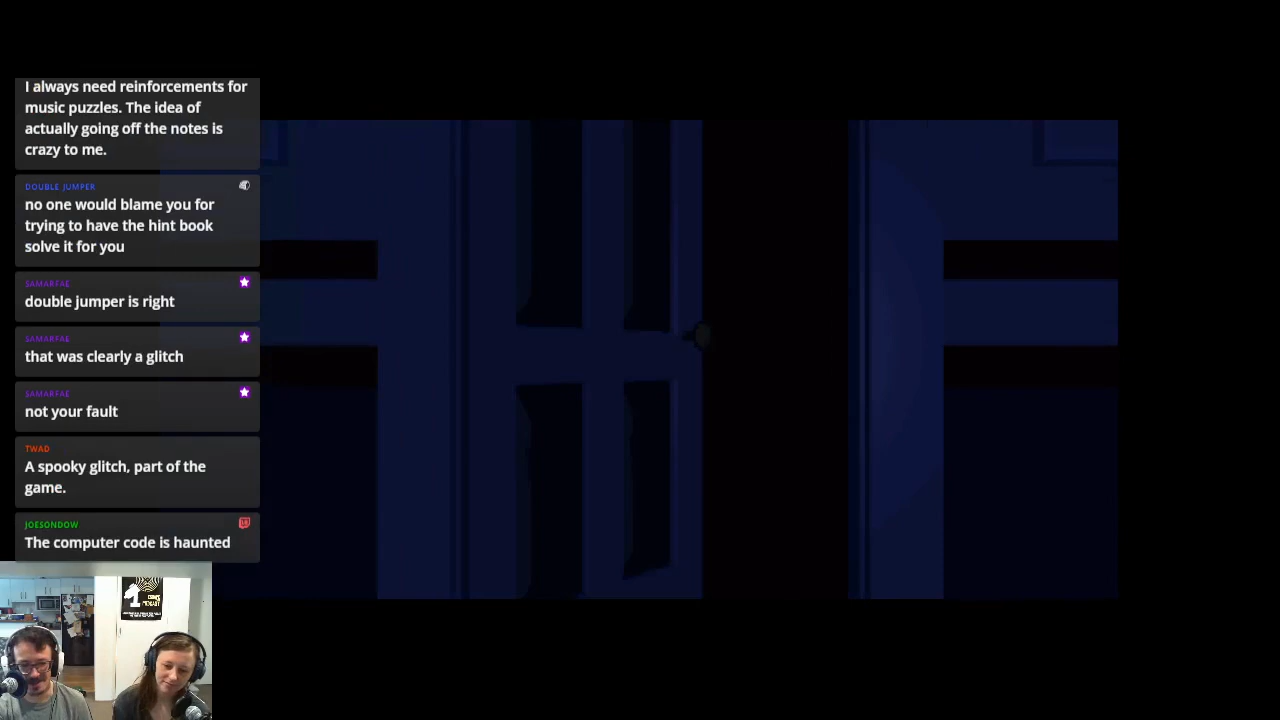 I always need reinforcements for
music puzzles. The idea of
actually going off the notes is
crazy to me.
DOUBLE JUMPER
no one would blame you for
trying to have the hint book
solve it for you
SAMARFAE
double jumper is right
SAMARFAE
that was clearly a glitch
SAMARFAE
not your fault
TWAD
A spooky glitch, part of the
game.
JOESONDOW
The computer code is haunted